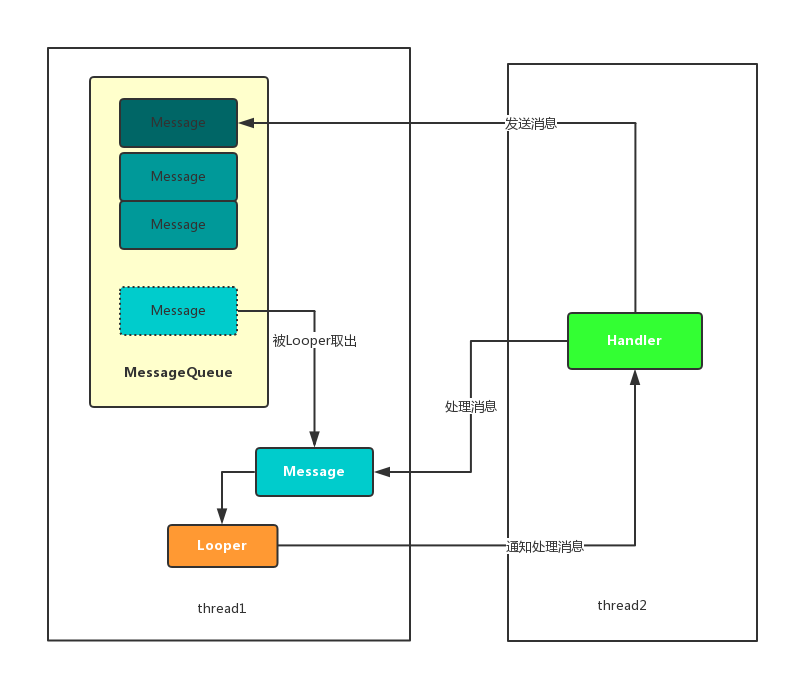 Message
发送消息
Message
Message
Message
被Looper取出
Handler
MessageQueue
处理消息
Message
Looper
通知处理消息
thread1
thread2